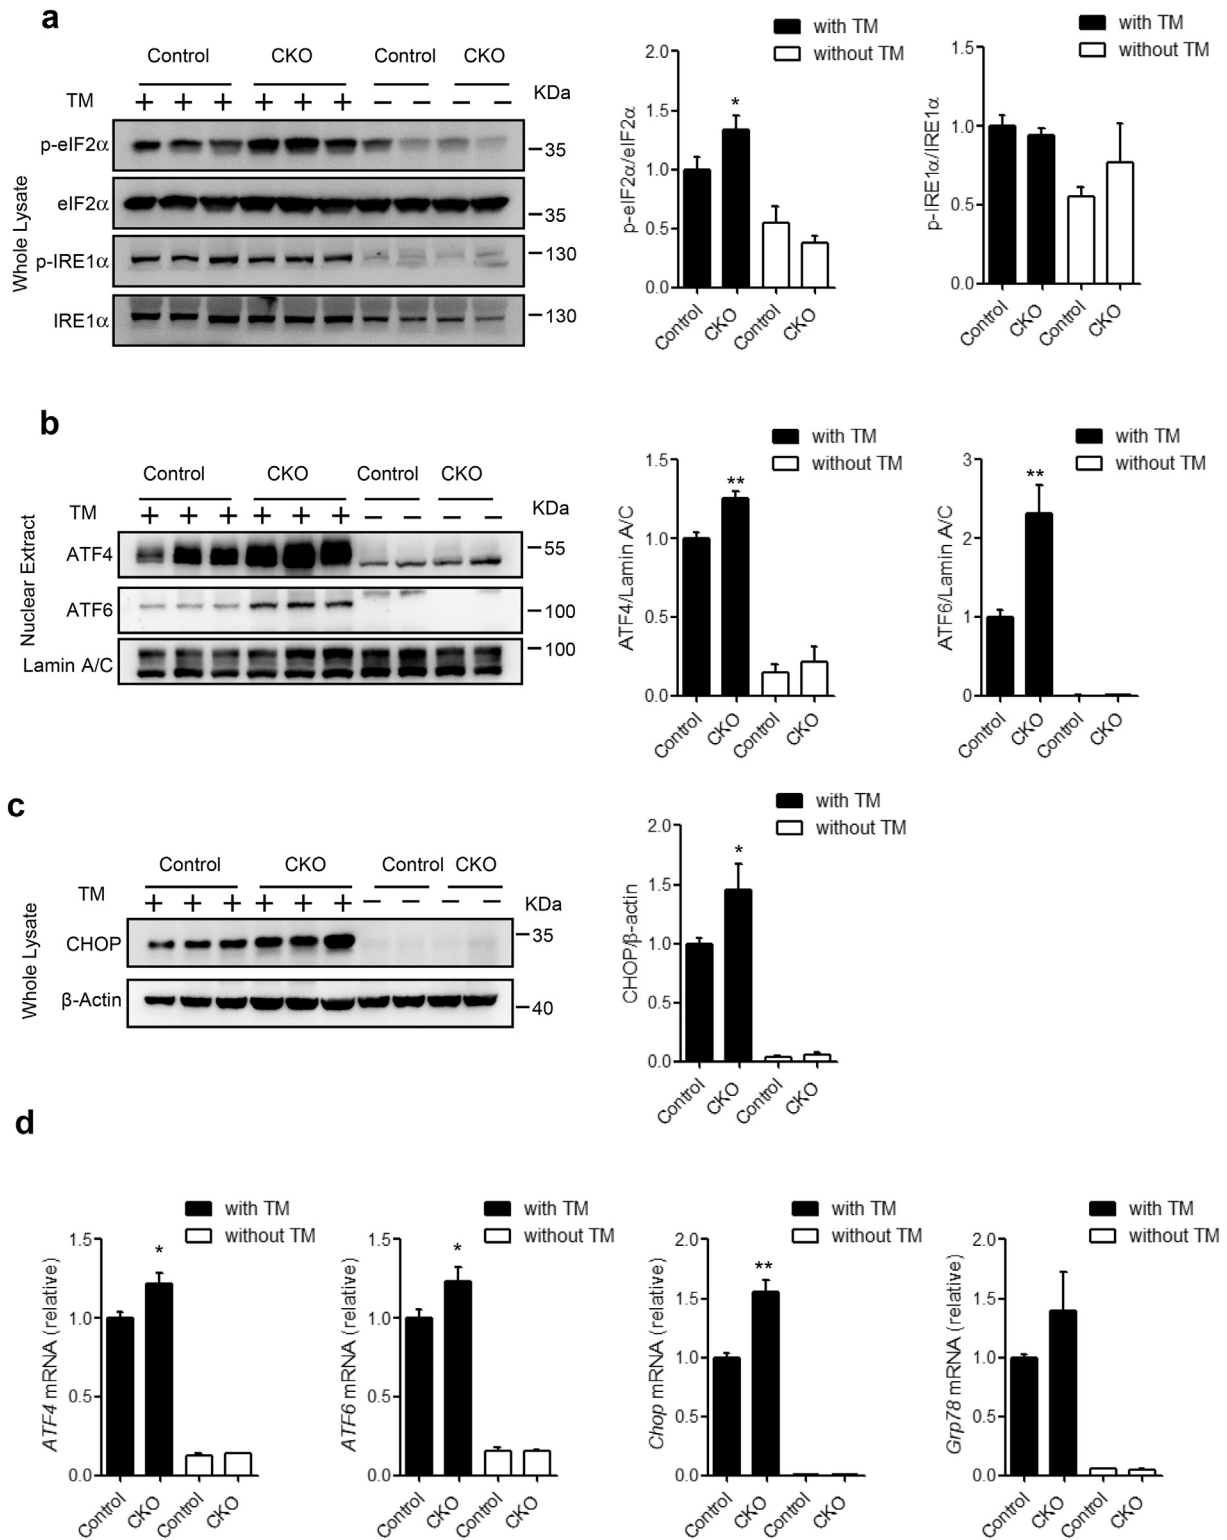 a
Control CKO Control CKO
TM + + + + + + − − − − KDa
Whole Lysate
p-eIF2α 35
eIF2α 35
p-IRE1α 130
IRE1α 130
with TM
without TM
p-eIF2α/eIF2α
2.0
1.5
1.0
0.5
0.0
*
Control CKO Control CKO
with TM
without TM
p-IRE1α/IRE1α
1.5
1.0
0.5
0.0
Control CKO Control CKO
b
Control CKO Control CKO
TM + + + + + + − − − − KDa
Nuclear Extract
ATF4 55
ATF6 100
Lamin A/C 100
with TM
without TM
ATF4/Lamin A/C
1.5
1.0
0.5
0.0
**
Control CKO Control CKO
with TM
without TM
ATF6/Lamin A/C
3
2
1
0
**
Control CKO Control CKO
c
Control CKO Control CKO
TM + + + + + + − − − − KDa
Whole Lysate
CHOP 35
β-Actin 40
with TM
without TM
CHOP/β-actin
2.0
1.5
1.0
0.5
0.0
*
Control CKO Control CKO
d
with TM
without TM
ATF4 mRNA (relative)
1.5
1.0
0.5
0.0
*
Control CKO Control CKO
with TM
without TM
ATF6 mRNA (relative)
1.5
1.0
0.5
0.0
*
Control CKO Control CKO
with TM
without TM
Chop mRNA (relative)
2.0
1.5
1.0
0.5
0.0
**
Control CKO Control CKO
with TM
without TM
Grp78 mRNA (relative)
2.0
1.5
1.0
0.5
0.0
Control CKO Control CKO